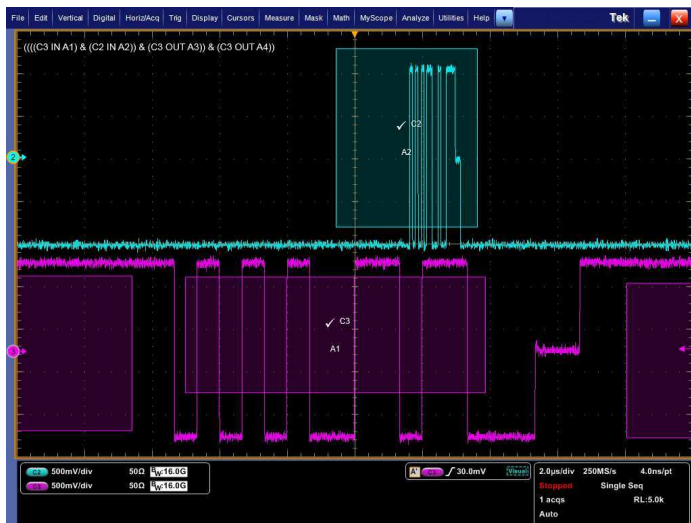 File Edit Vertical Digital Horiz/Acq Trig Display Cursors Measure Mask Math MyScope Analyze Utilities Help Tek X
((((C3 IN A1) & (C2 IN A2)) & (C3 OUT A3)) & (C3 OUT A4))
C2
2
A2
C3
A1
3
C2 500mV/div 50Ω BW:16.0G
C3 500mV/div 50Ω BW:16.0G
A' C3 30.0mV Visual
2.0µs/div 250MS/s 4.0ns/pt
Stopped Single Seq
1 acqs RL:5.0k
Auto